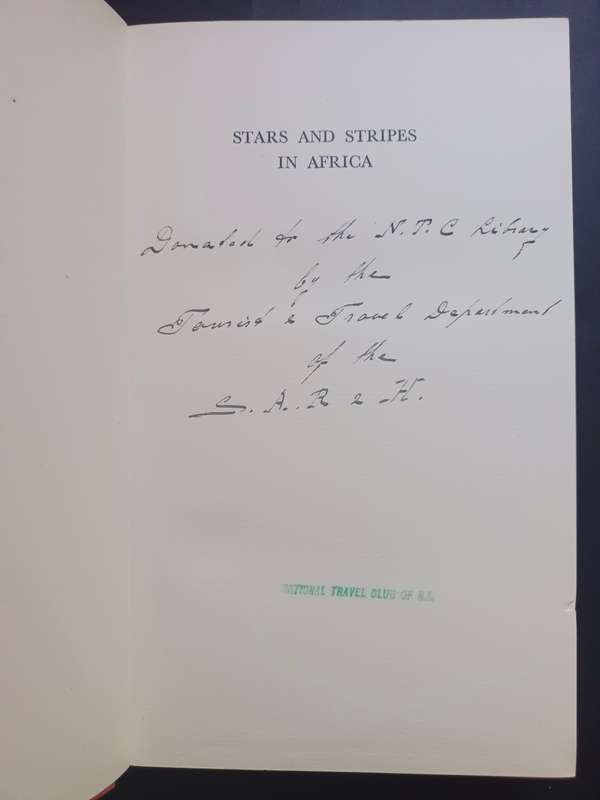 STARS AND STRIPES
IN AFRICA
Donated to the N.T.C Library
by the
Tourist & Travel Department
of the
S.A.R & H.
NATIONAL TRAVEL CLUB OF